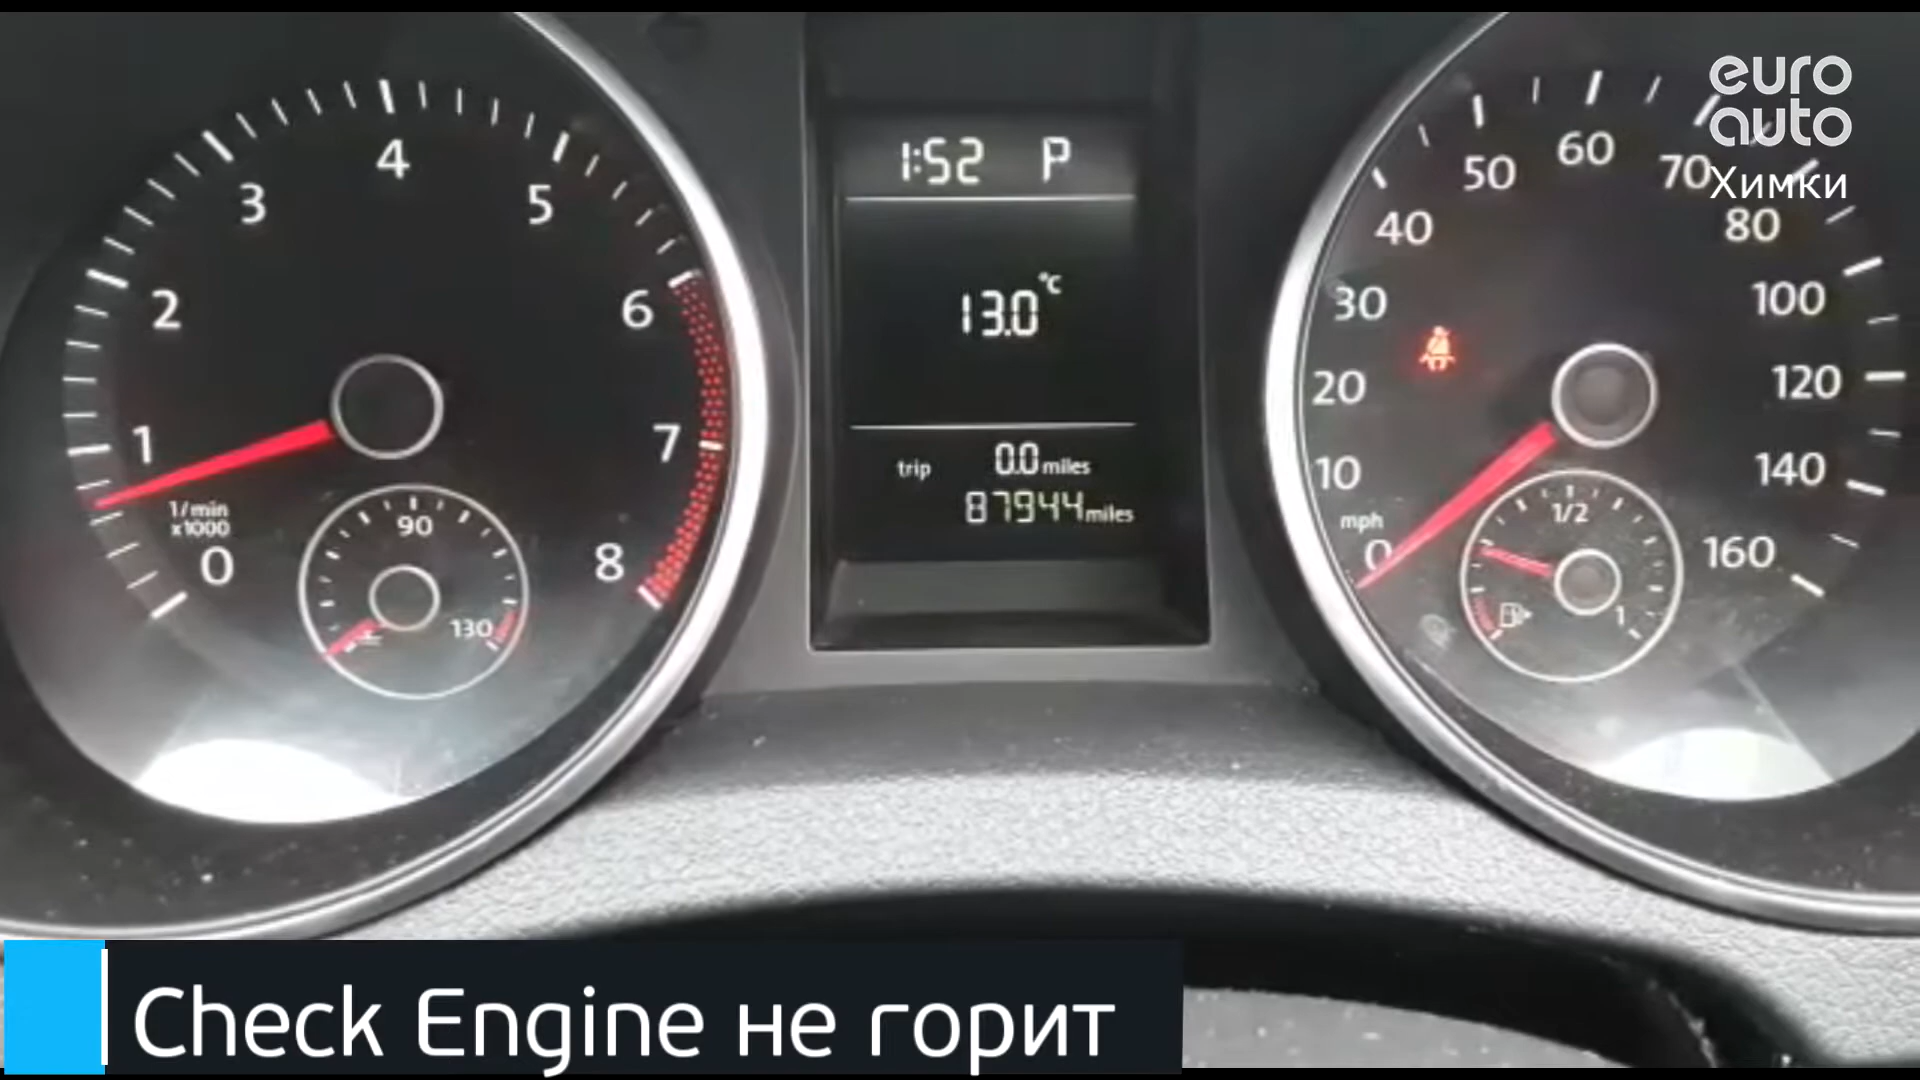 euro
auto
Химки
1:52 P
13.0 °C
trip 0.0 miles
87944 miles
0 1 2 3 4 5 6 7 8
1/min
x1000
90
130
0 10 20 30 40 50 60 70 80 100 120 140 160
mph
1/2
1
Check Engine не горит